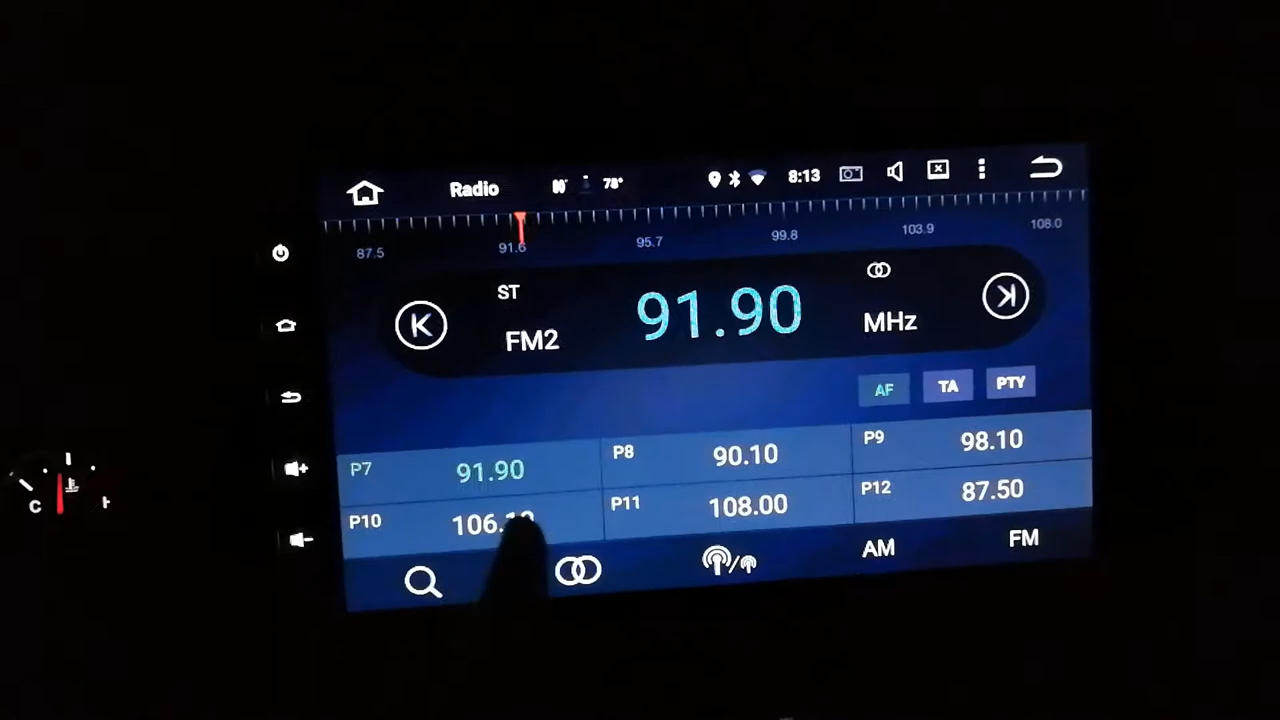 Radio 80° 78° 8:13
87.5 91.6 95.7 99.8 103.9 108.0
ST
FM2 91.90 MHz
AF TA PTY
P7 91.90 P8 90.10 P9 98.10
P10 P11 108.00 P12 87.50
AM FM
C